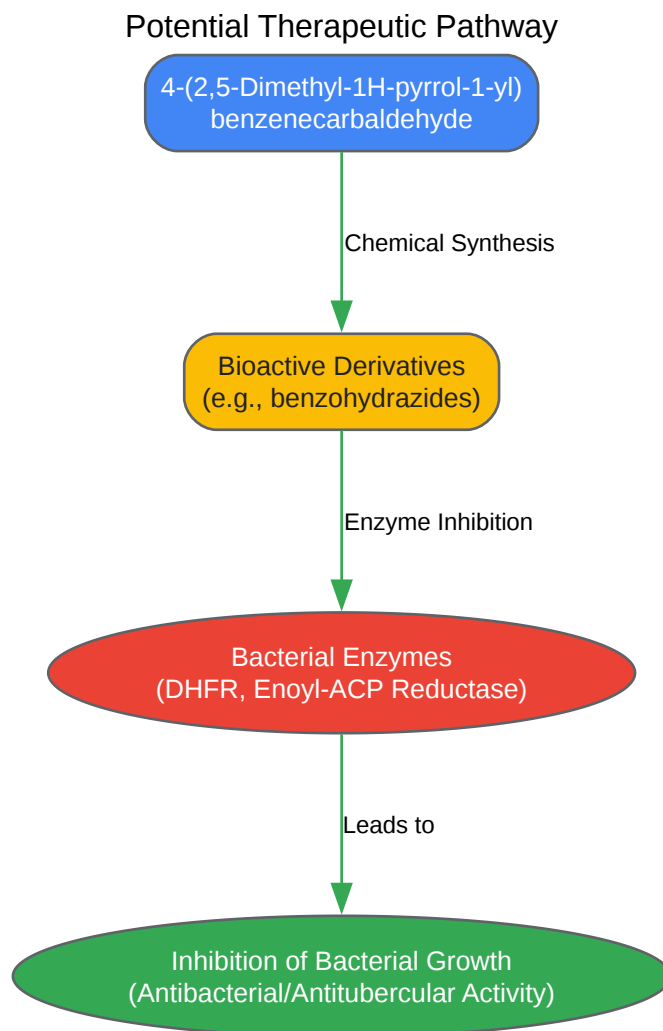 Potential Therapeutic Pathway
4-(2,5-Dimethyl-1H-pyrrol-1-yl)
benzenecarbaldehyde
Chemical Synthesis
Bioactive Derivatives
(e.g., benzohydrazides)
Enzyme Inhibition
Bacterial Enzymes
(DHFR, Enoyl-ACP Reductase)
Leads to
Inhibition of Bacterial Growth
(Antibacterial/Antitubercular Activity)